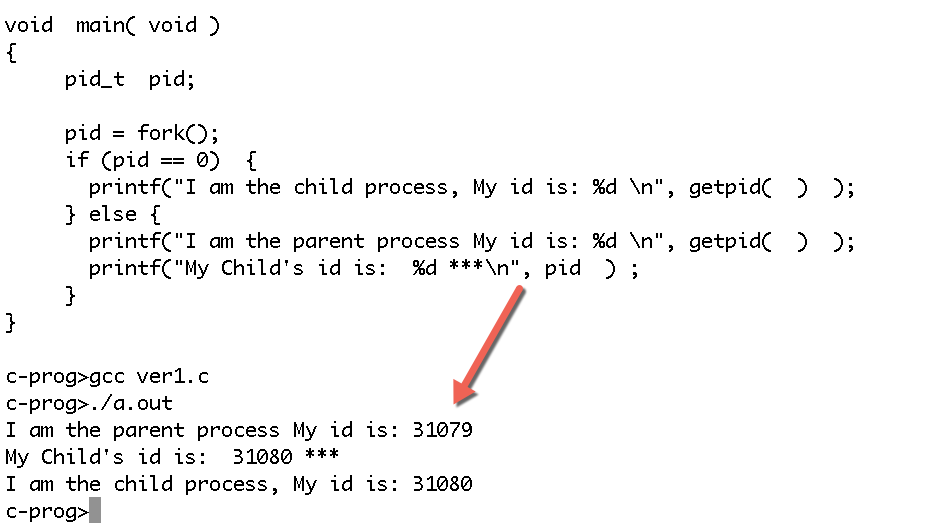 void  main( void )
{
     pid_t  pid;

     pid = fork();
     if (pid == 0)  {
       printf("I am the child process, My id is: %d \n", getpid(  )  );
     } else {
       printf("I am the parent process My id is: %d \n", getpid(  )  );
       printf("My Child's id is:  %d ***\n", pid  ) ;
     }
}

c-prog>gcc ver1.c
c-prog>./a.out
I am the parent process My id is: 31079
My Child's id is:  31080 ***
I am the child process, My id is: 31080
c-prog>